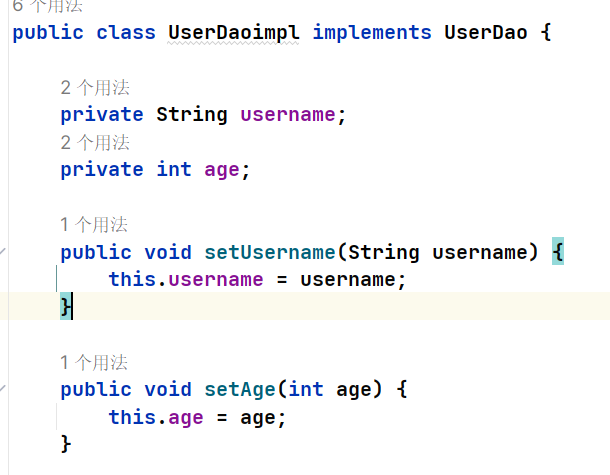 6 个用法
public class UserDaoimpl implements UserDao {
2 个用法
private String username;
2 个用法
private int age;
1 个用法
public void setUsername(String username) {
this.username = username;
}
1 个用法
public void setAge(int age) {
this.age = age;
}